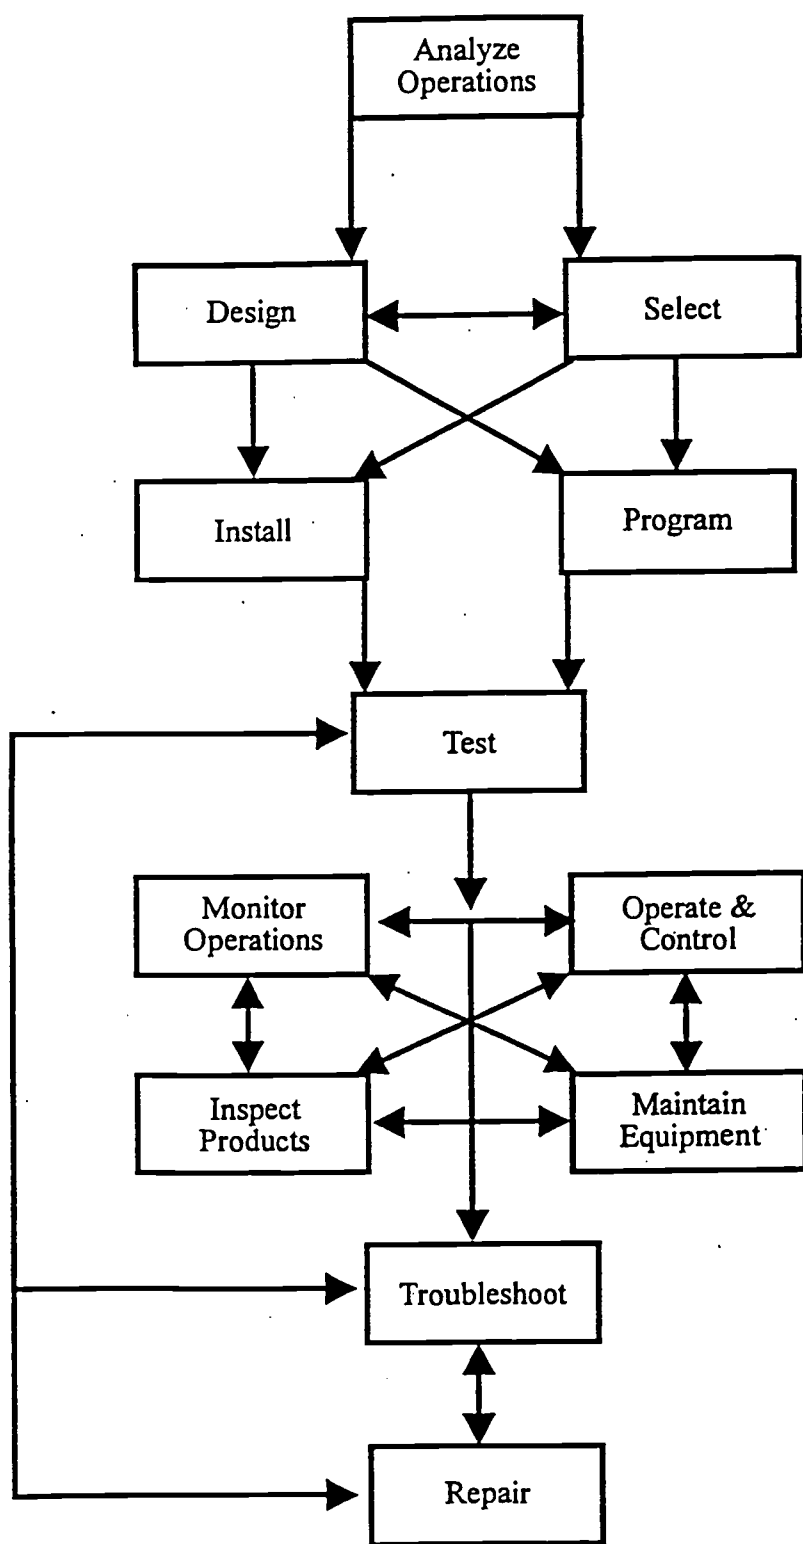 Analyze
Operations
Design
Select
Install
Program
Test
Monitor
Operations
Operate &
Control
Inspect
Products
Maintain
Equipment
Troubleshoot
Repair